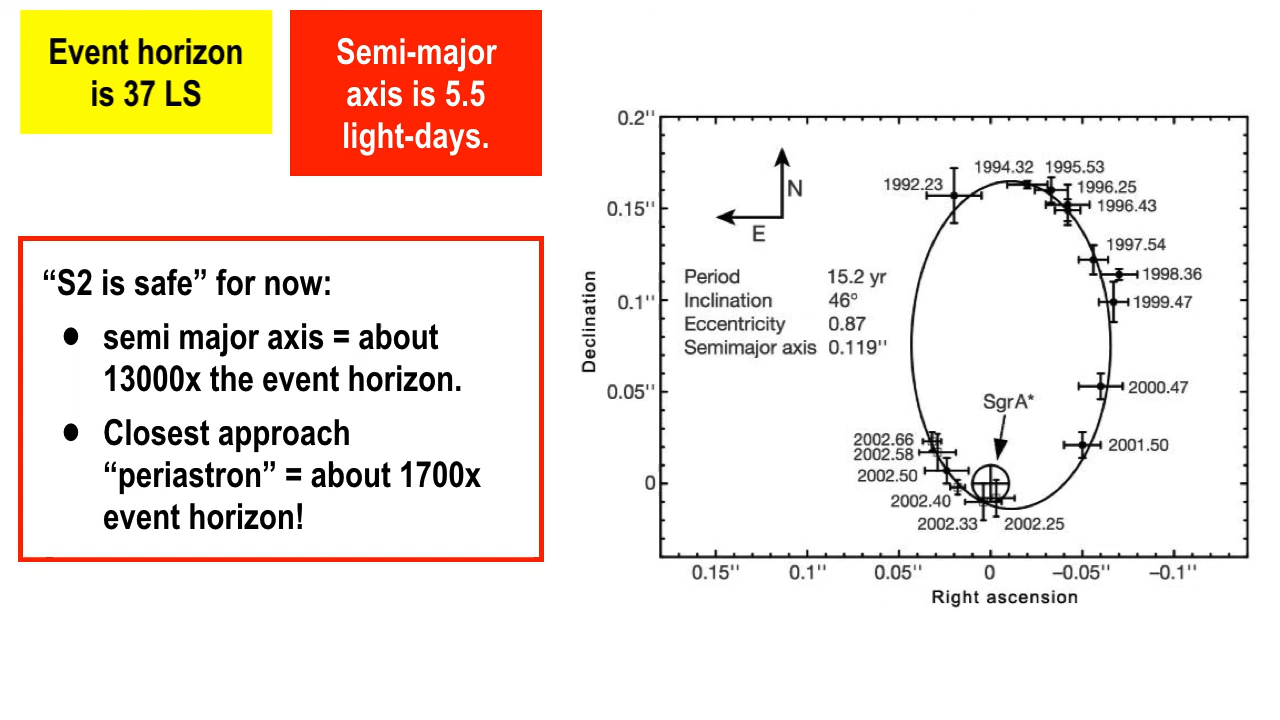 Event horizon
is 37 LS
Semi-major
axis is 5.5
light-days.
“S2 is safe” for now:
● semi major axis = about
13000x the event horizon.
● Closest approach
“periastron” = about 1700x
event horizon!
0.2''
0.15''
0.1''
0.05''
0
Declination
N
E
Period 15.2 yr
Inclination 46°
Eccentricity 0.87
Semimajor axis 0.119''
1992.23
1994.32 1995.53
1996.25
1996.43
1997.54
1998.36
1999.47
2000.47
2001.50
SgrA*
2002.66
2002.58
2002.50
2002.40
2002.33 2002.25
0.15'' 0.1'' 0.05'' 0 −0.05'' −0.1''
Right ascension